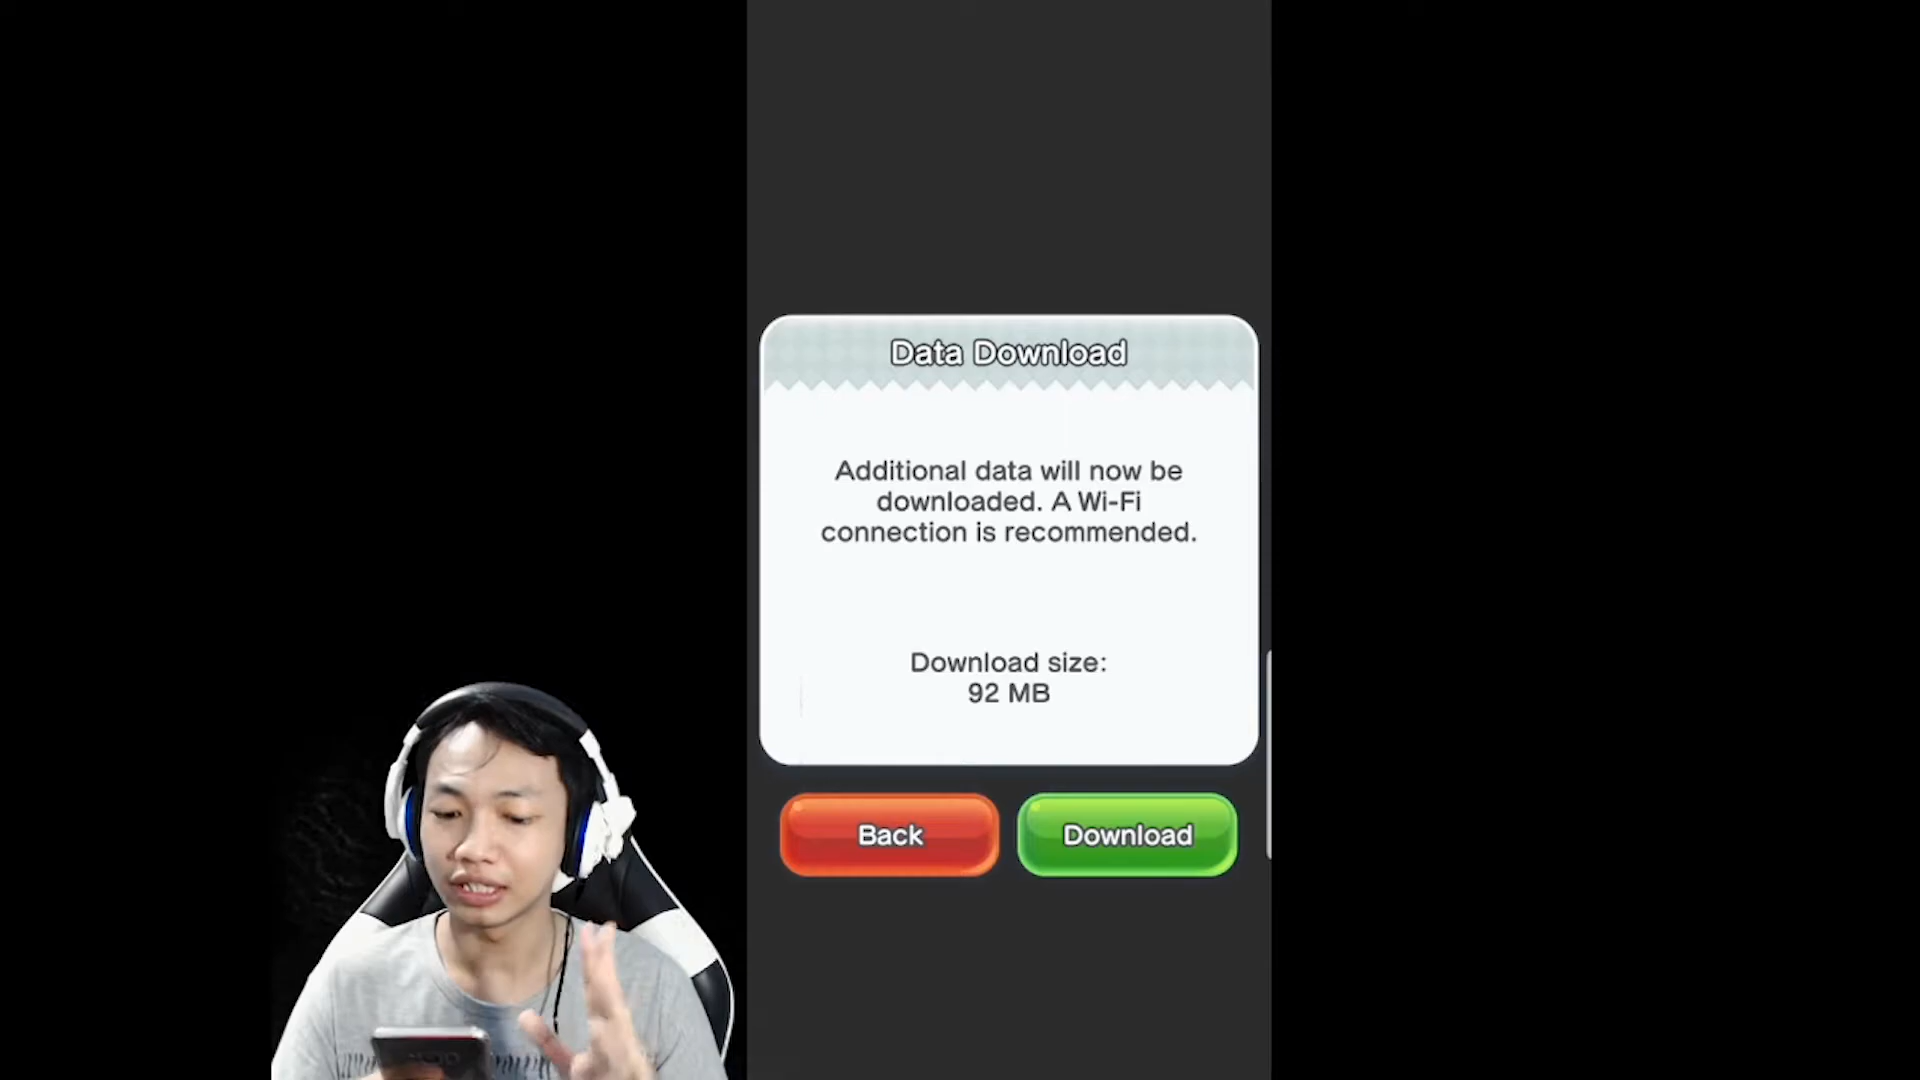 Data Download
Additional data will now be
downloaded. A Wi-Fi
connection is recommended.
Download size:
92 MB
Back
Download